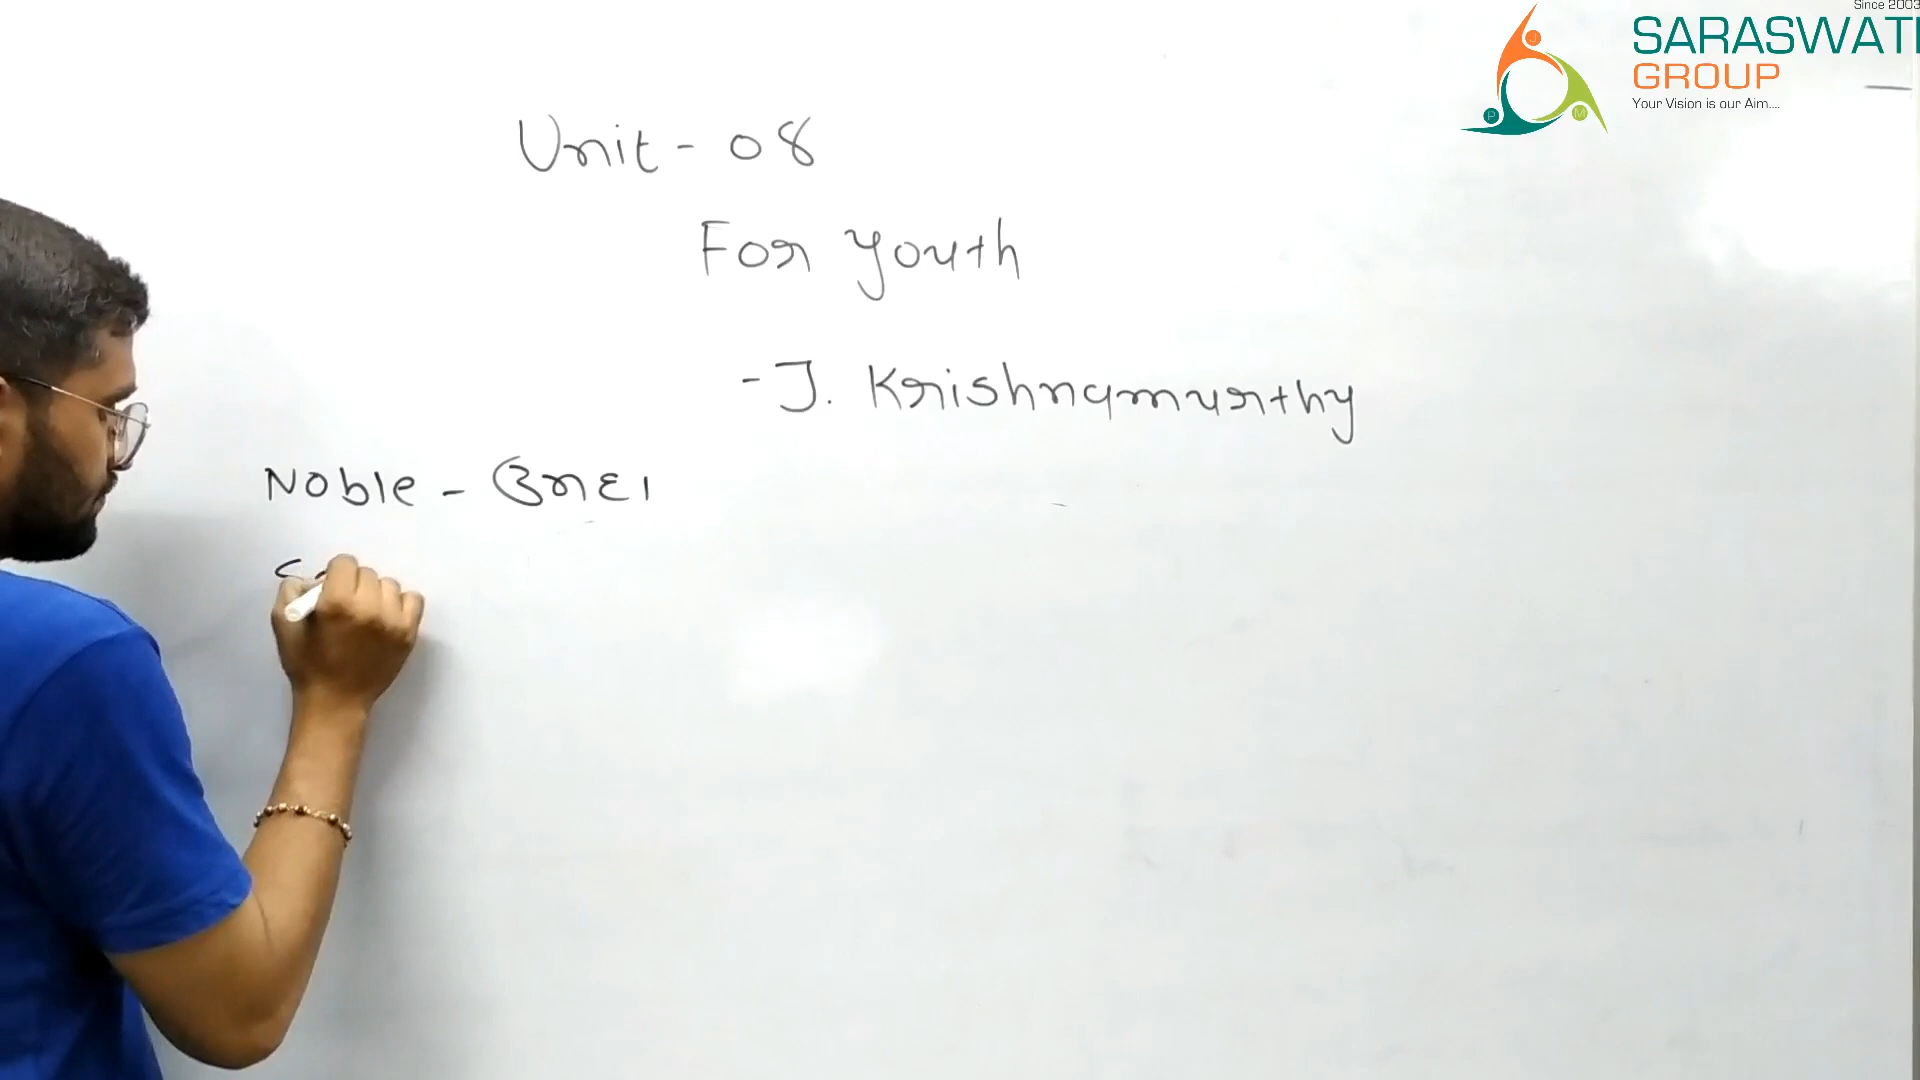 Since 2003
SARASWATI
GROUP
Your Vision is our Aim....
J
P
M
Unit - 08
For Youth
- J. Krishnamurthy
Noble - ઉમદા